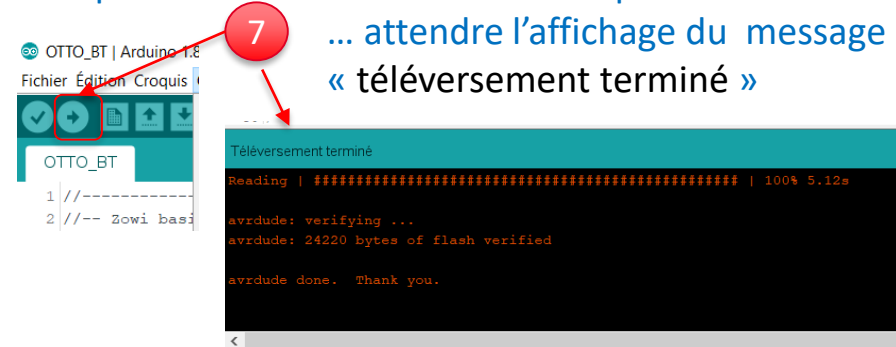 7
… attendre l’affichage du message
« téléversement terminé »
OTTO_BT | Arduino 1.8
Fichier Édition Croquis
OTTO_BT
1 //------------
2 //-- Zowi basi
Téléversement terminé
Reading | ################################################## | 100% 5.12s
avrdude: verifying ...
avrdude: 24220 bytes of flash verified
avrdude done.  Thank you.